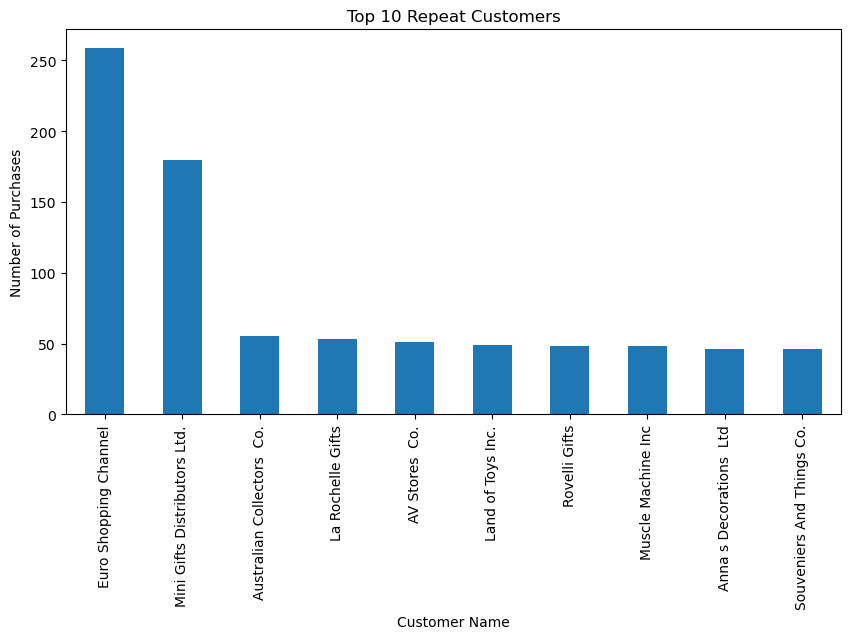 Top 10 Repeat Customers
Number of Purchases
250
200
150
100
50
0
Euro Shopping Channel
Mini Gifts Distributors Ltd.
Australian Collectors  Co.
La Rochelle Gifts
AV Stores  Co.
Land of Toys Inc.
Rovelli Gifts
Muscle Machine Inc
Anna s Decorations  Ltd
Souveniers And Things Co.
Customer Name